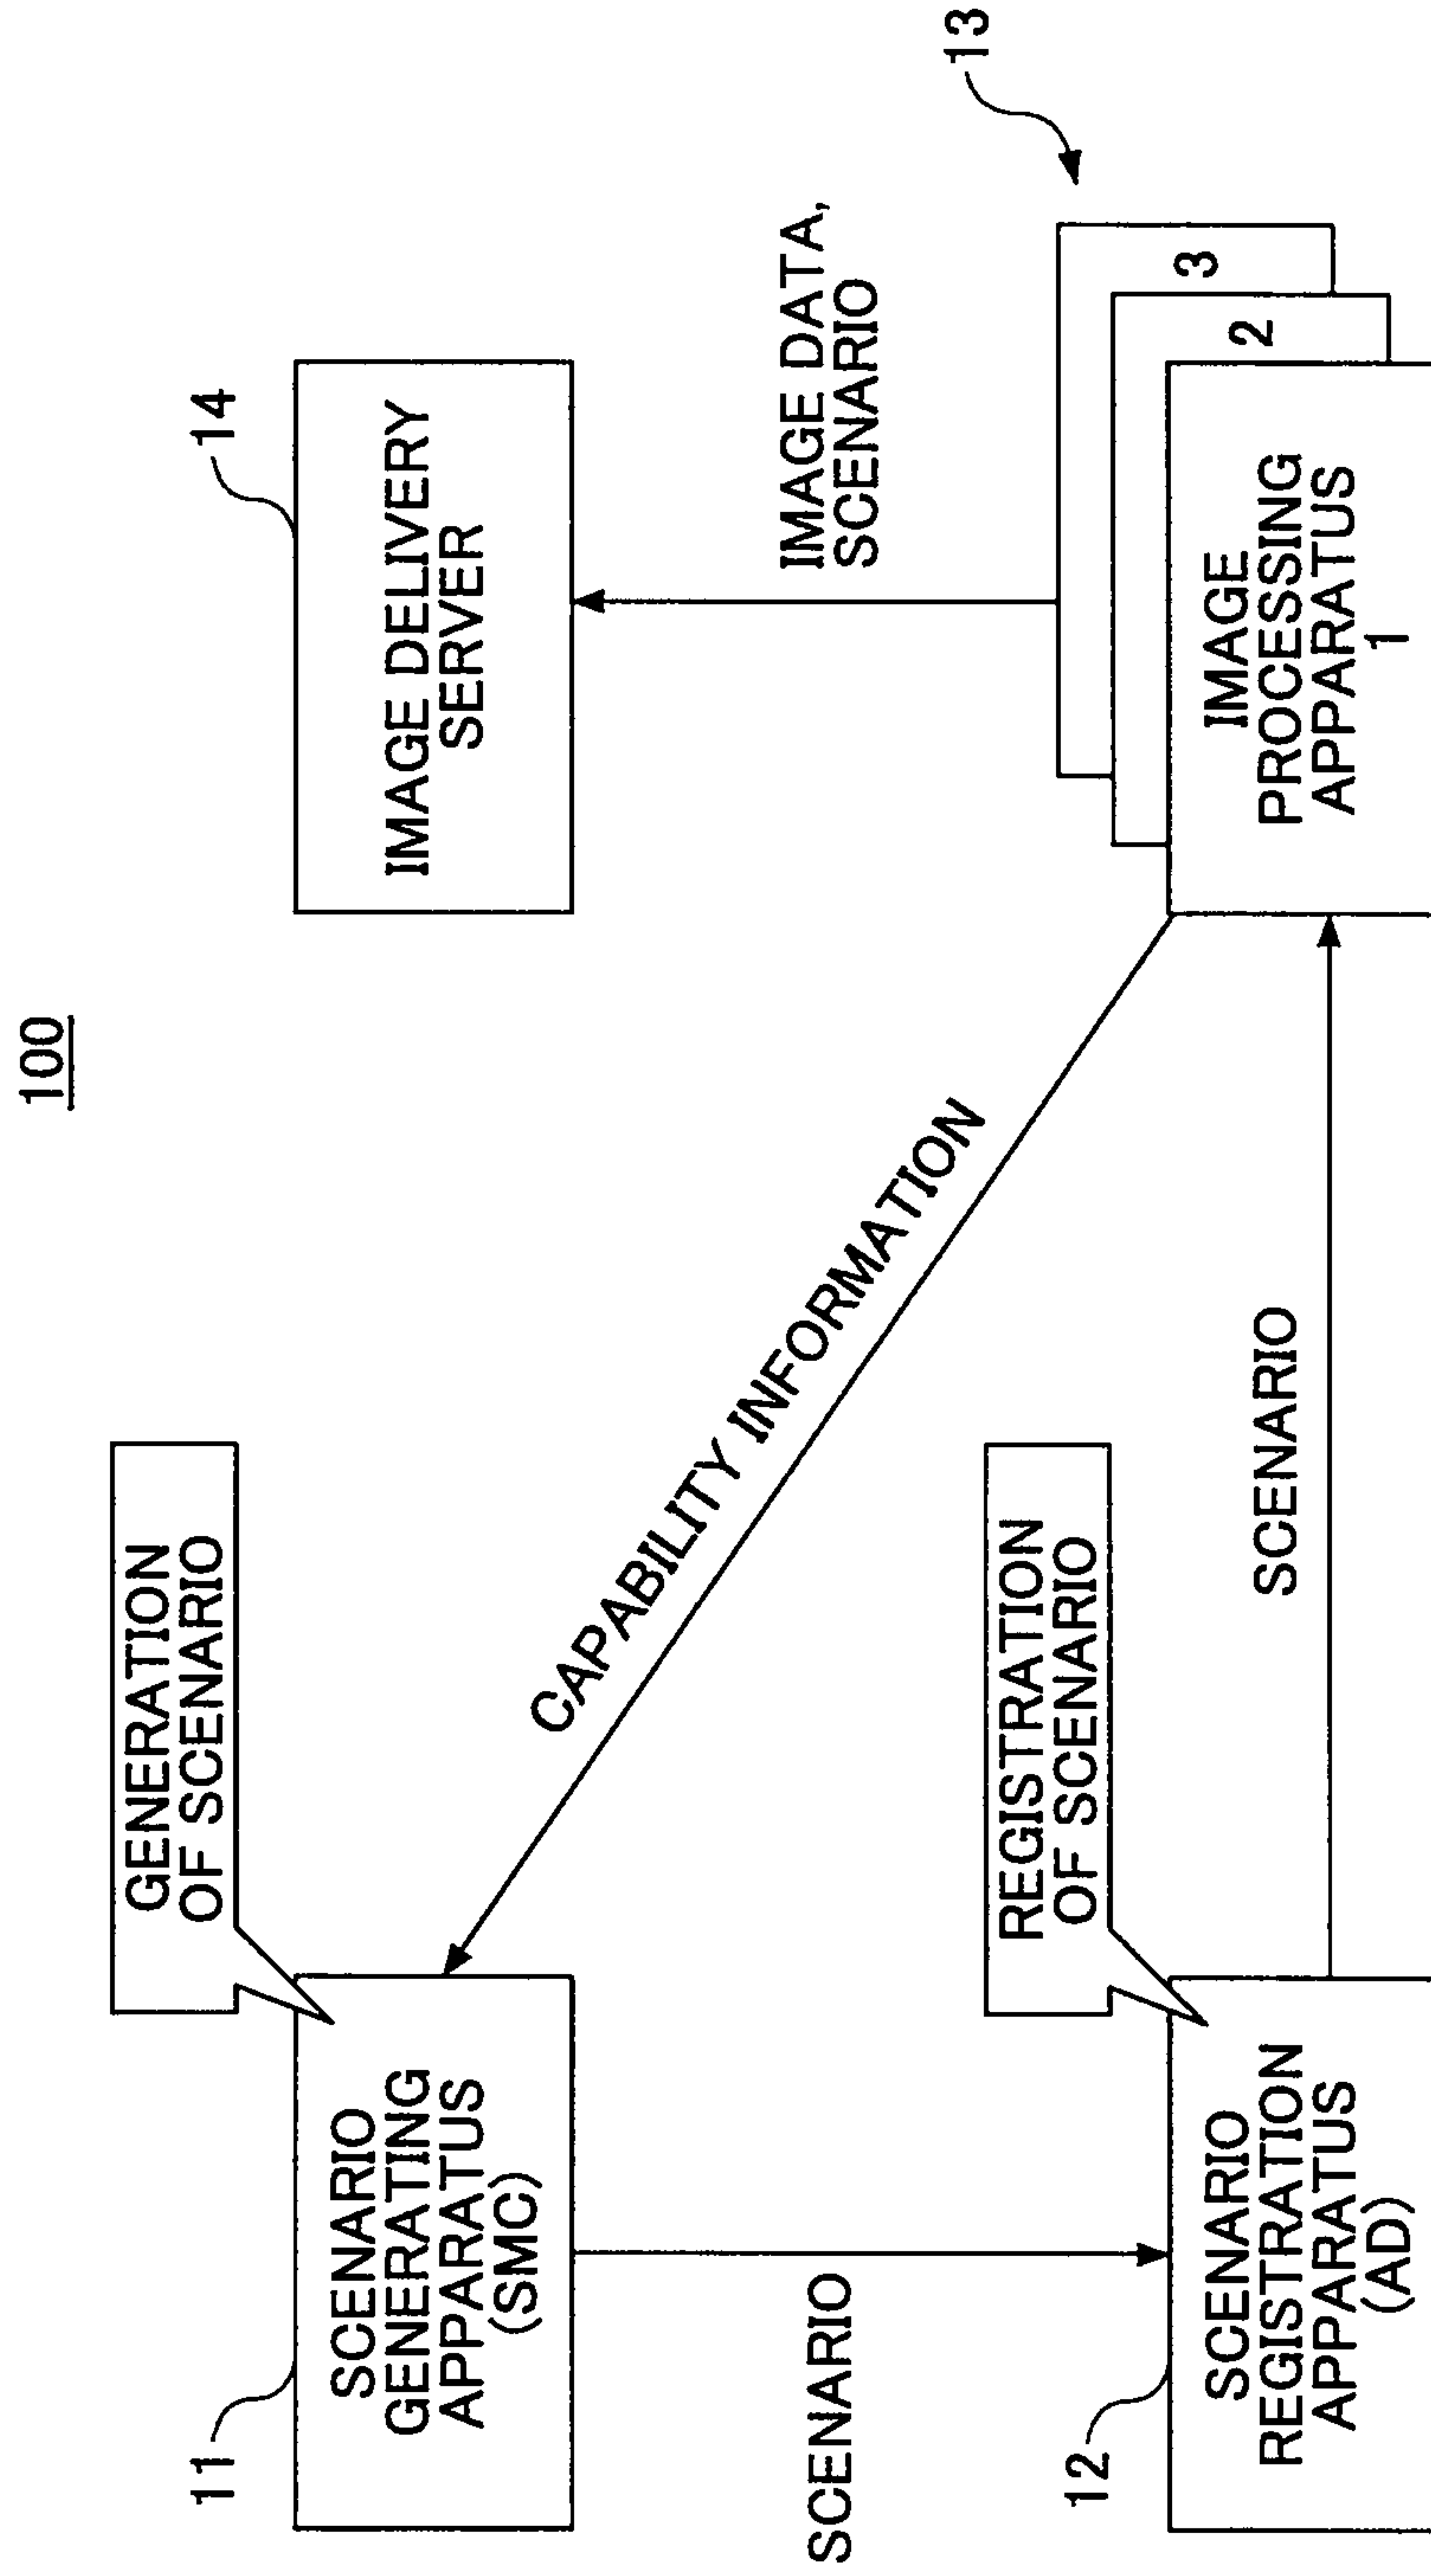 100
GENERATION
OF SCENARIO
11
SCENARIO
GENERATING
APPARATUS
(SMC)
14
IMAGE DELIVERY
SERVER
CAPABILITY INFORMATION
SCENARIO
IMAGE DATA,
SCENARIO
13
REGISTRATION
OF SCENARIO
12
SCENARIO
REGISTRATION
APPARATUS
(AD)
SCENARIO
3
2
IMAGE
PROCESSING
APPARATUS
1